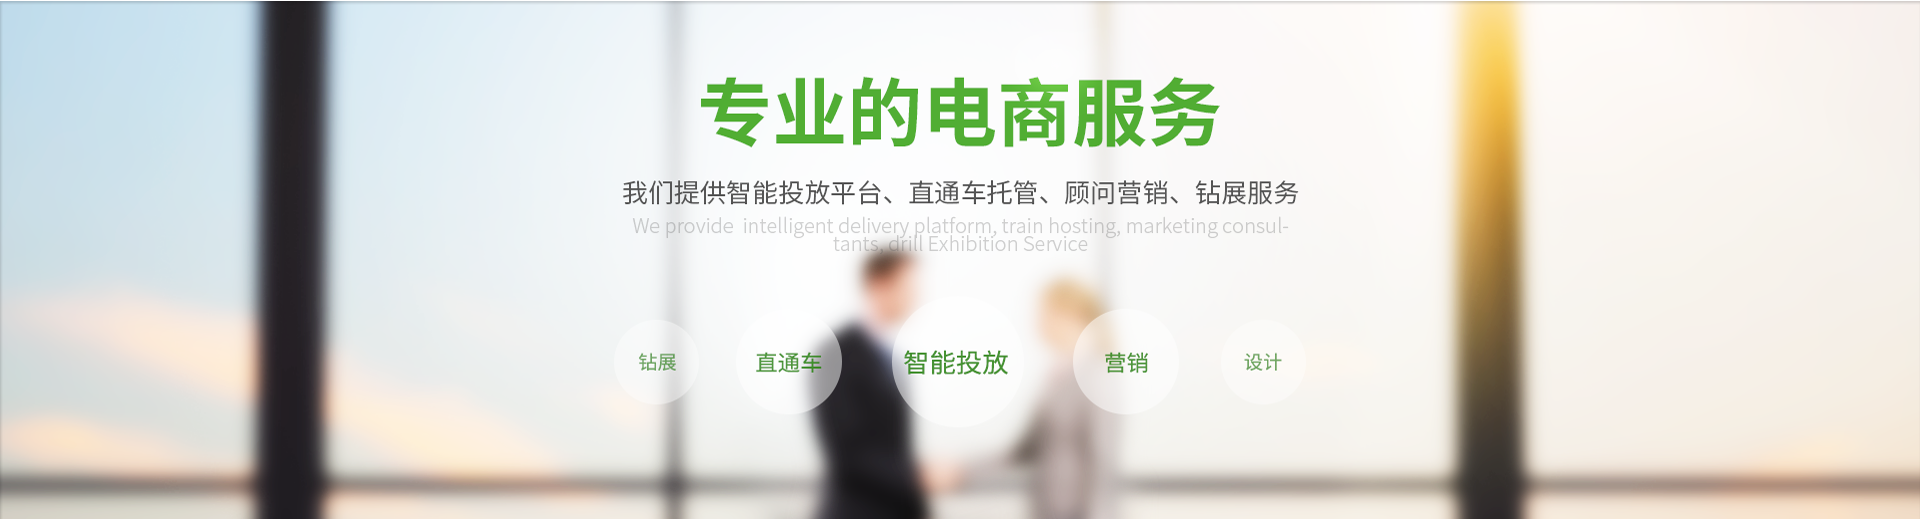 专业的电商服务
我们提供智能投放平台、直通车托管、顾问营销、钻展服务
We provide  intelligent delivery platform, train hosting, marketing consul-
tants, drill Exhibition Service
钻展 直通车 智能投放 营销 设计